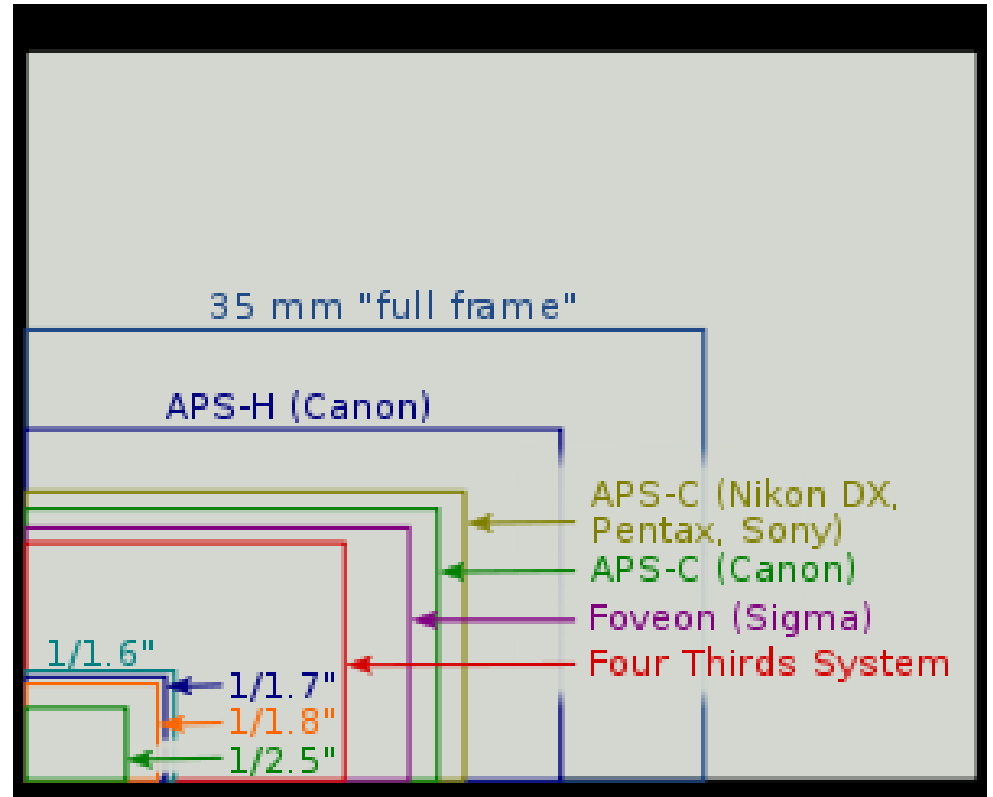 35 mm "full frame"
APS-H (Canon)
APS-C (Nikon DX,
Pentax, Sony)
APS-C (Canon)
Foveon (Sigma)
Four Thirds System
1/1.6"
1/1.7"
1/1.8"
1/2.5"